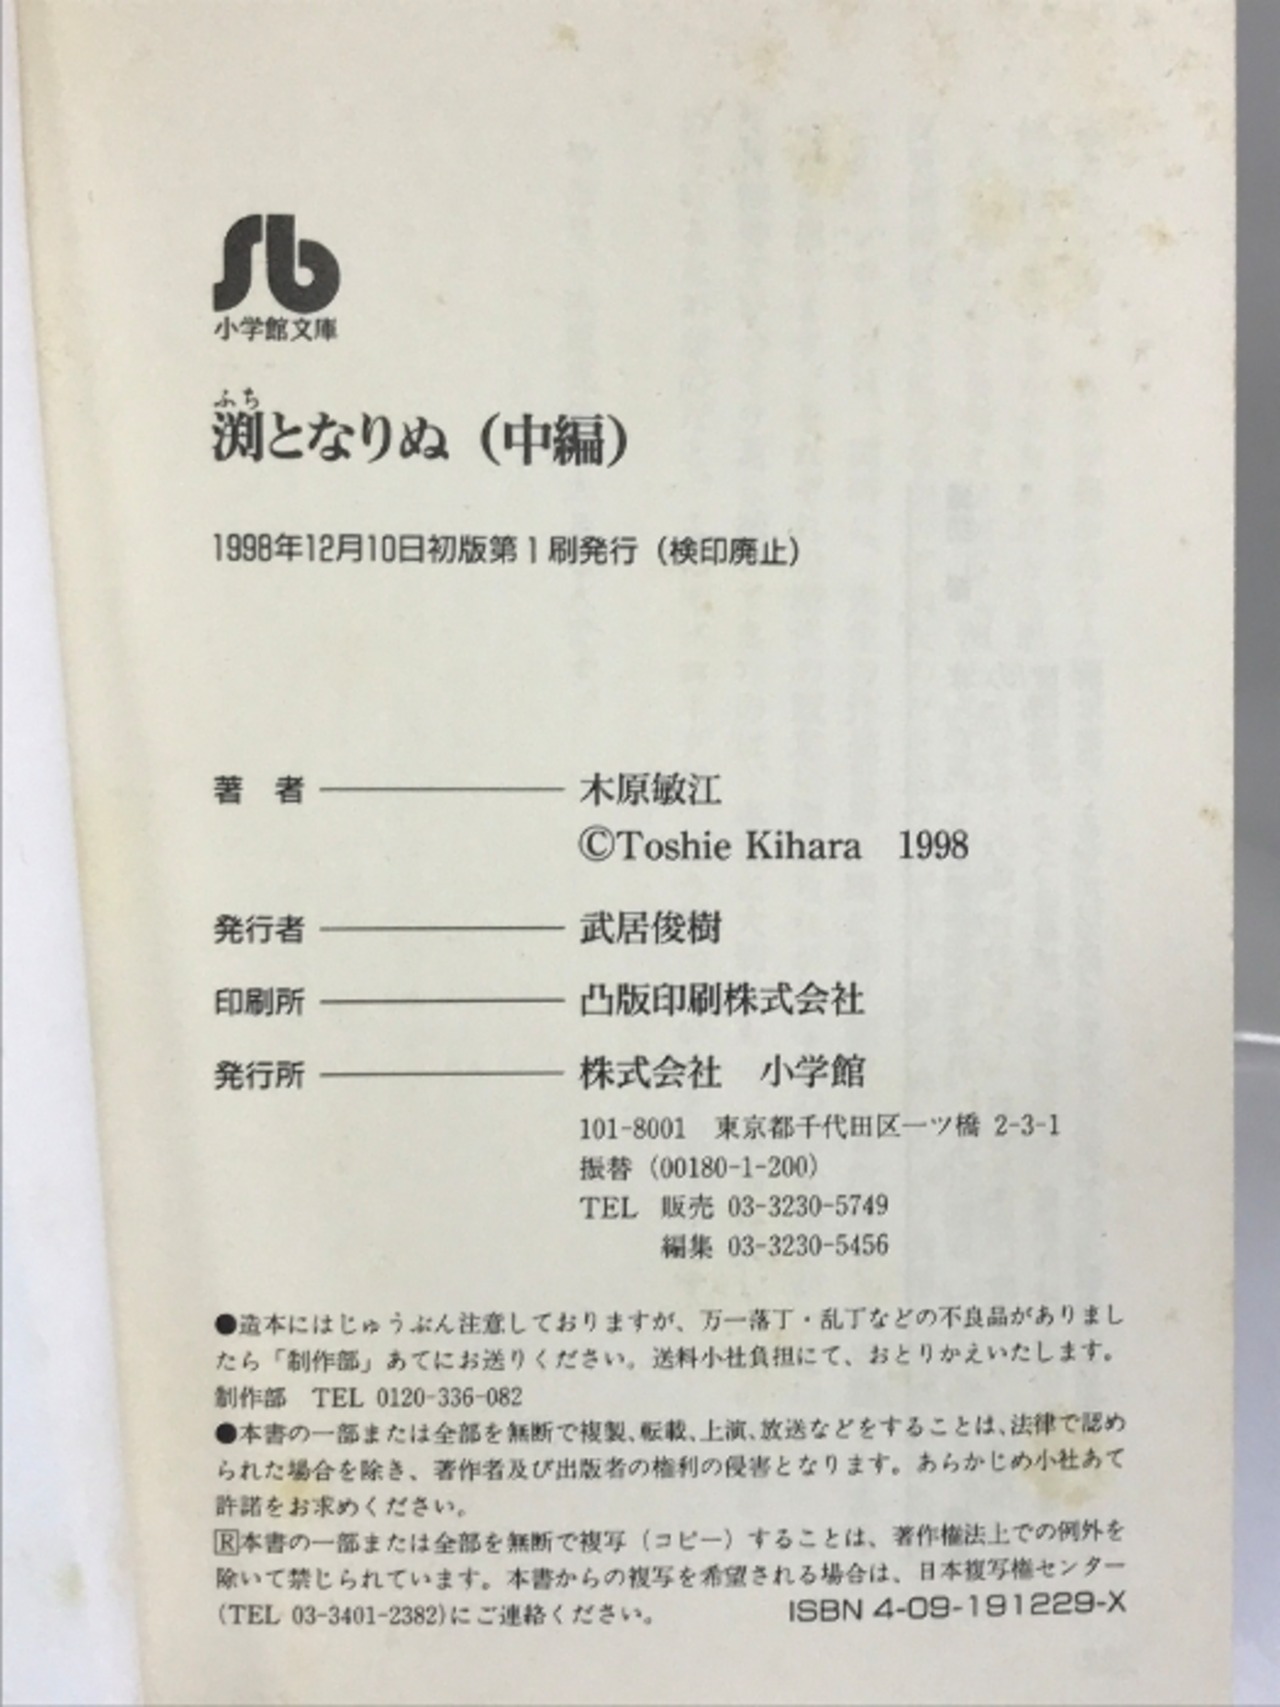 Sb
小学館文庫
ふち
渕となりぬ（中編）
1998年12月10日初版第1刷発行（検印廃止）
著　者 ———— 木原敏江
©Toshie Kihara　1998
発行者 ———— 武居俊樹
印刷所 ———— 凸版印刷株式会社
発行所 ———— 株式会社　小学館
101-8001　東京都千代田区一ツ橋 2-3-1
振替（00180-1-200）
TEL　販売 03-3230-5749
編集 03-3230-5456
●造本にはじゅうぶん注意しておりますが、万一落丁・乱丁などの不良品がありまし
たら「制作部」あてにお送りください。送料小社負担にて、おとりかえいたします。
制作部　TEL 0120-336-082
●本書の一部または全部を無断で複製、転載、上演、放送などをすることは、法律で認め
られた場合を除き、著作者及び出版者の権利の侵害となります。あらかじめ小社あて
許諾をお求めください。
R本書の一部または全部を無断で複写（コピー）することは、著作権法上での例外を
除いて禁じられています。本書からの複写を希望される場合は、日本複写権センター
(TEL 03-3401-2382)にご連絡ください。
ISBN 4-09-191229-X